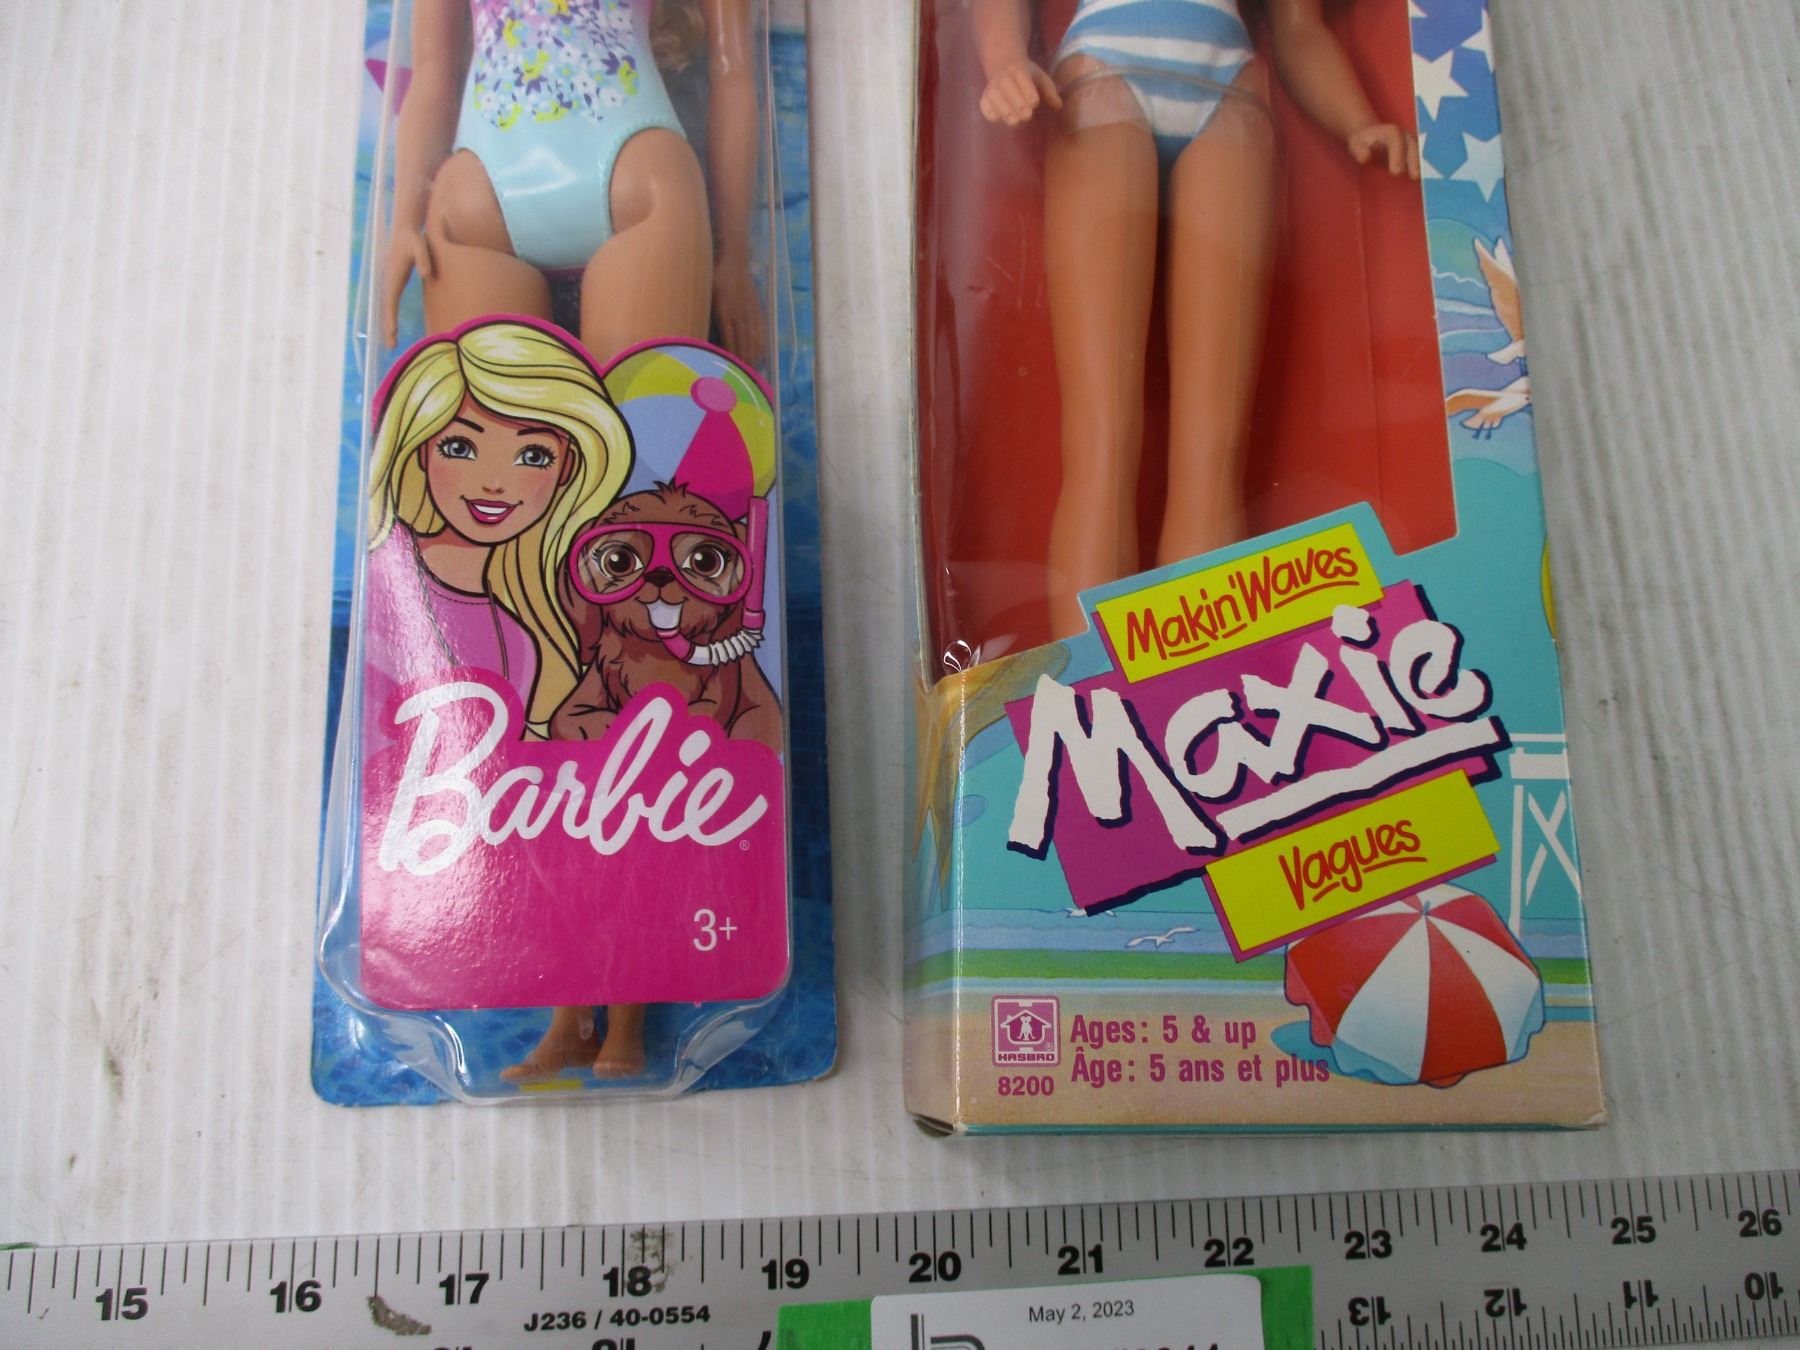 Barbie®
3+
Makin' Waves
Maxie
Vagues
HASBRO
8200
Ages: 5 & up
Âge: 5 ans et plus
15 16 17 18 19 20 21 22 23 24 25 26
J236 / 40-0554
May 2, 2023
13 12 11 10